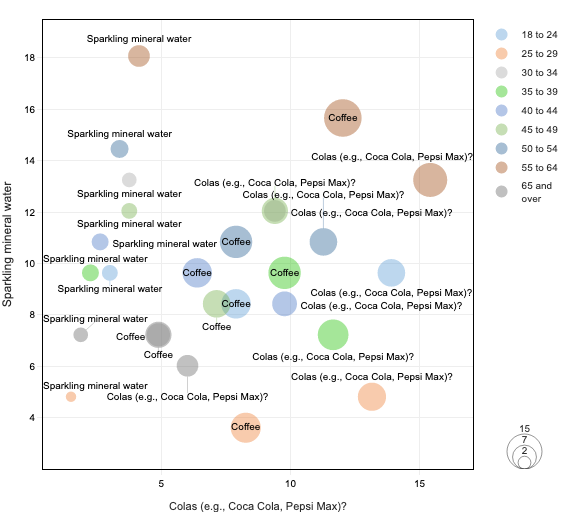 Sparkling mineral water
18 to 24
25 to 29
30 to 34
35 to 39
40 to 44
45 to 49
50 to 54
55 to 64
65 and
over
18
16
14
12
10
8
6
4
Coffee
Sparkling mineral water
Colas (e.g., Coca Cola, Pepsi Max)?
Colas (e.g., Coca Cola, Pepsi Max)?
Sparkling mineral water
Colas (e.g., Coca Cola, Pepsi Max)?
Colas (e.g., Coca Cola, Pepsi Max)?
Sparkling mineral water
Sparkling mineral water
Coffee
Sparkling mineral water
Coffee
Coffee
Sparkling mineral water
Colas (e.g., Coca Cola, Pepsi Max)?
Coffee
Colas (e.g., Coca Cola, Pepsi Max)?
Sparkling mineral water
Coffee
Coffee
Coffee
Colas (e.g., Coca Cola, Pepsi Max)?
Colas (e.g., Coca Cola, Pepsi Max)?
Sparkling mineral water
Colas (e.g., Coca Cola, Pepsi Max)?
Coffee
15
7
2
5
10
15
Colas (e.g., Coca Cola, Pepsi Max)?
Sparkling mineral water